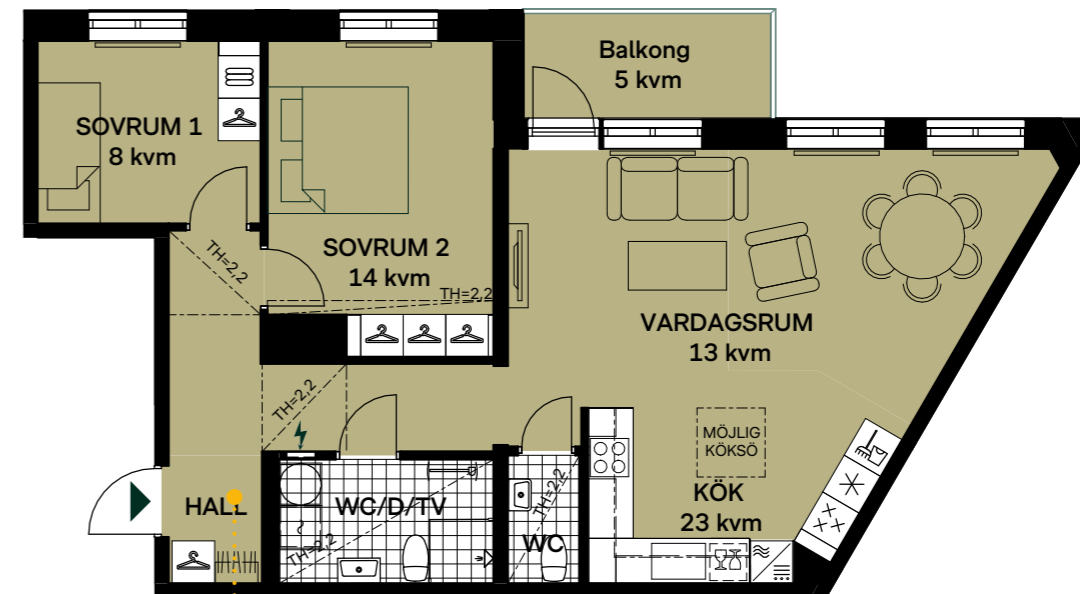 Balkong
5 kvm
SOVRUM 1
8 kvm
TH=2,2
SOVRUM 2
14 kvm
TH=2,2
VARDAGSRUM
13 kvm
TH=2,2
MÖJLIG
KÖKSÖ
HALL
WC/D/TV
TH=2,2
TH=2,2
WC
KÖK
23 kvm